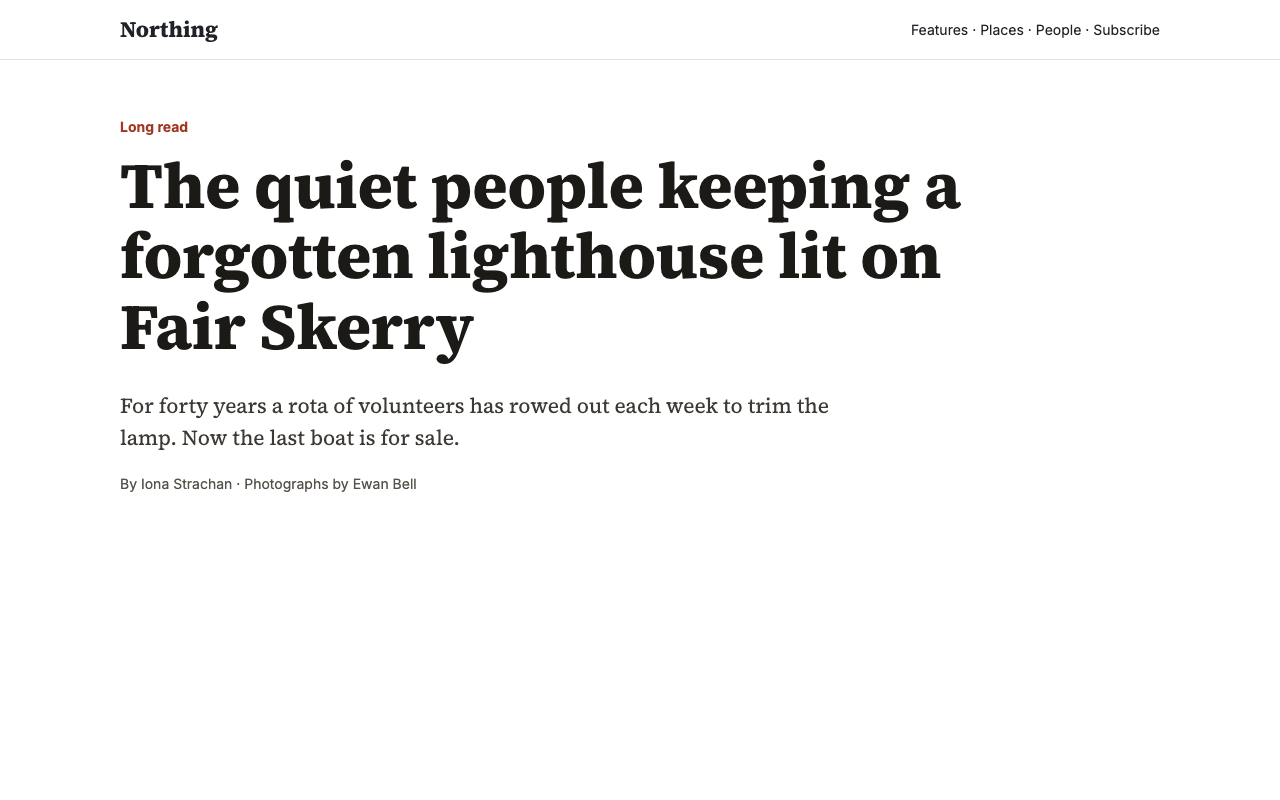 Northing
Features · Places · People · Subscribe
Long read
The quiet people keeping a
forgotten lighthouse lit on
Fair Skerry
For forty years a rota of volunteers has rowed out each week to trim the
lamp. Now the last boat is for sale.
By Iona Strachan · Photographs by Ewan Bell